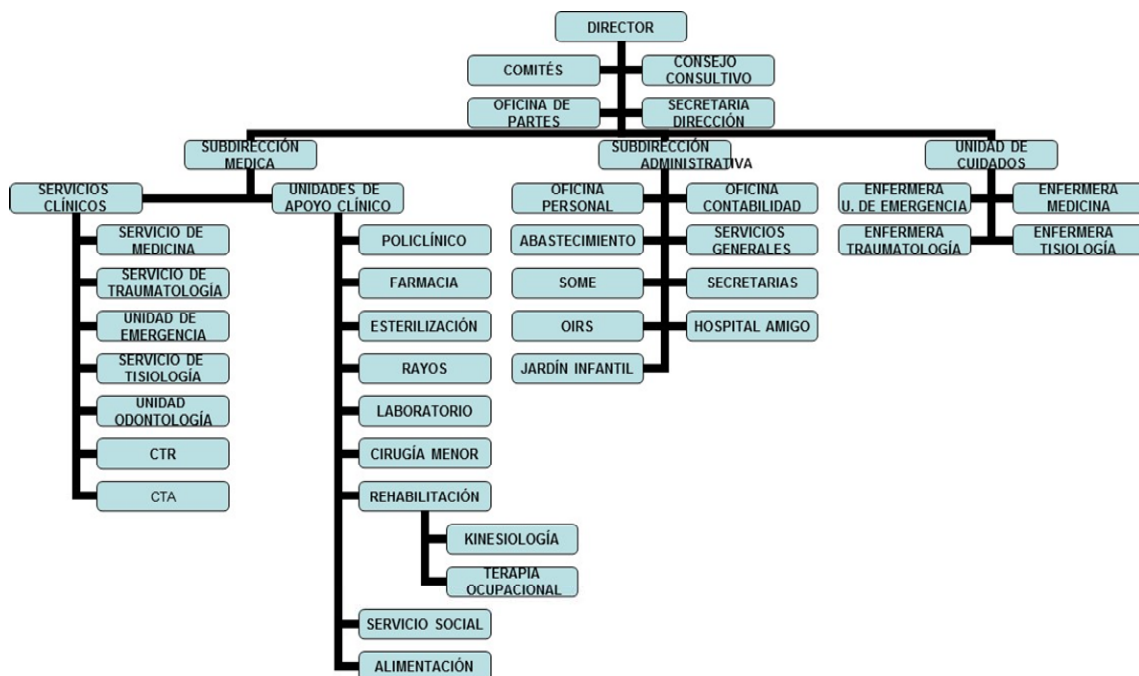 DIRECTOR
COMITÉS
CONSEJO
CONSULTIVO
OFICINA DE
PARTES
SECRETARIA
DIRECCIÓN
SUBDIRECCIÓN
MEDICA
SUBDIRECCIÓN
ADMINISTRATIVA
UNIDAD DE
CUIDADOS
SERVICIOS
CLÍNICOS
UNIDADES DE
APOYO CLÍNICO
SERVICIO DE
MEDICINA
SERVICIO DE
TRAUMATOLOGÍA
UNIDAD DE
EMERGENCIA
SERVICIO DE
TISIOLOGÍA
UNIDAD
ODONTOLOGÍA
CTR
CTA
POLICLÍNICO
FARMACIA
ESTERILIZACIÓN
RAYOS
LABORATORIO
CIRUGÍA MENOR
REHABILITACIÓN
KINESIOLOGÍA
TERAPIA
OCUPACIONAL
SERVICIO SOCIAL
ALIMENTACIÓN
OFICINA
PERSONAL
OFICINA
CONTABILIDAD
ABASTECIMIENTO
SERVICIOS
GENERALES
SOME
SECRETARIAS
OIRS
HOSPITAL AMIGO
JARDÍN INFANTIL
ENFERMERA
U. DE EMERGENCIA
ENFERMERA
MEDICINA
ENFERMERA
TRAUMATOLOGÍA
ENFERMERA
TISIOLOGÍA